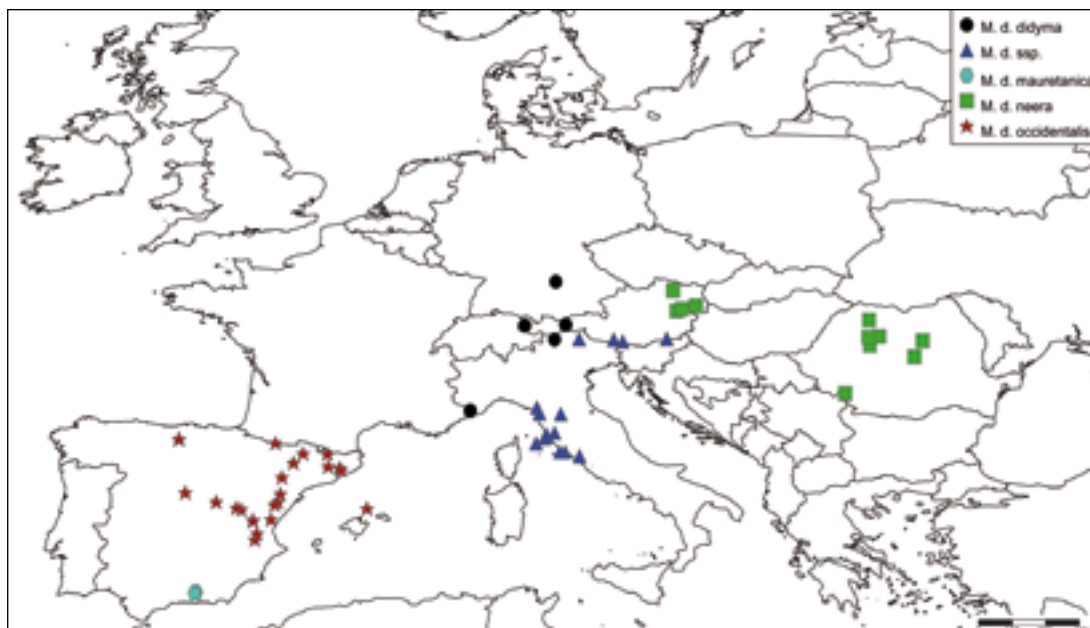 M. d. didyma
M. d. ssp.
M. d. mauretanica
M. d. neera
M. d. occidentalis